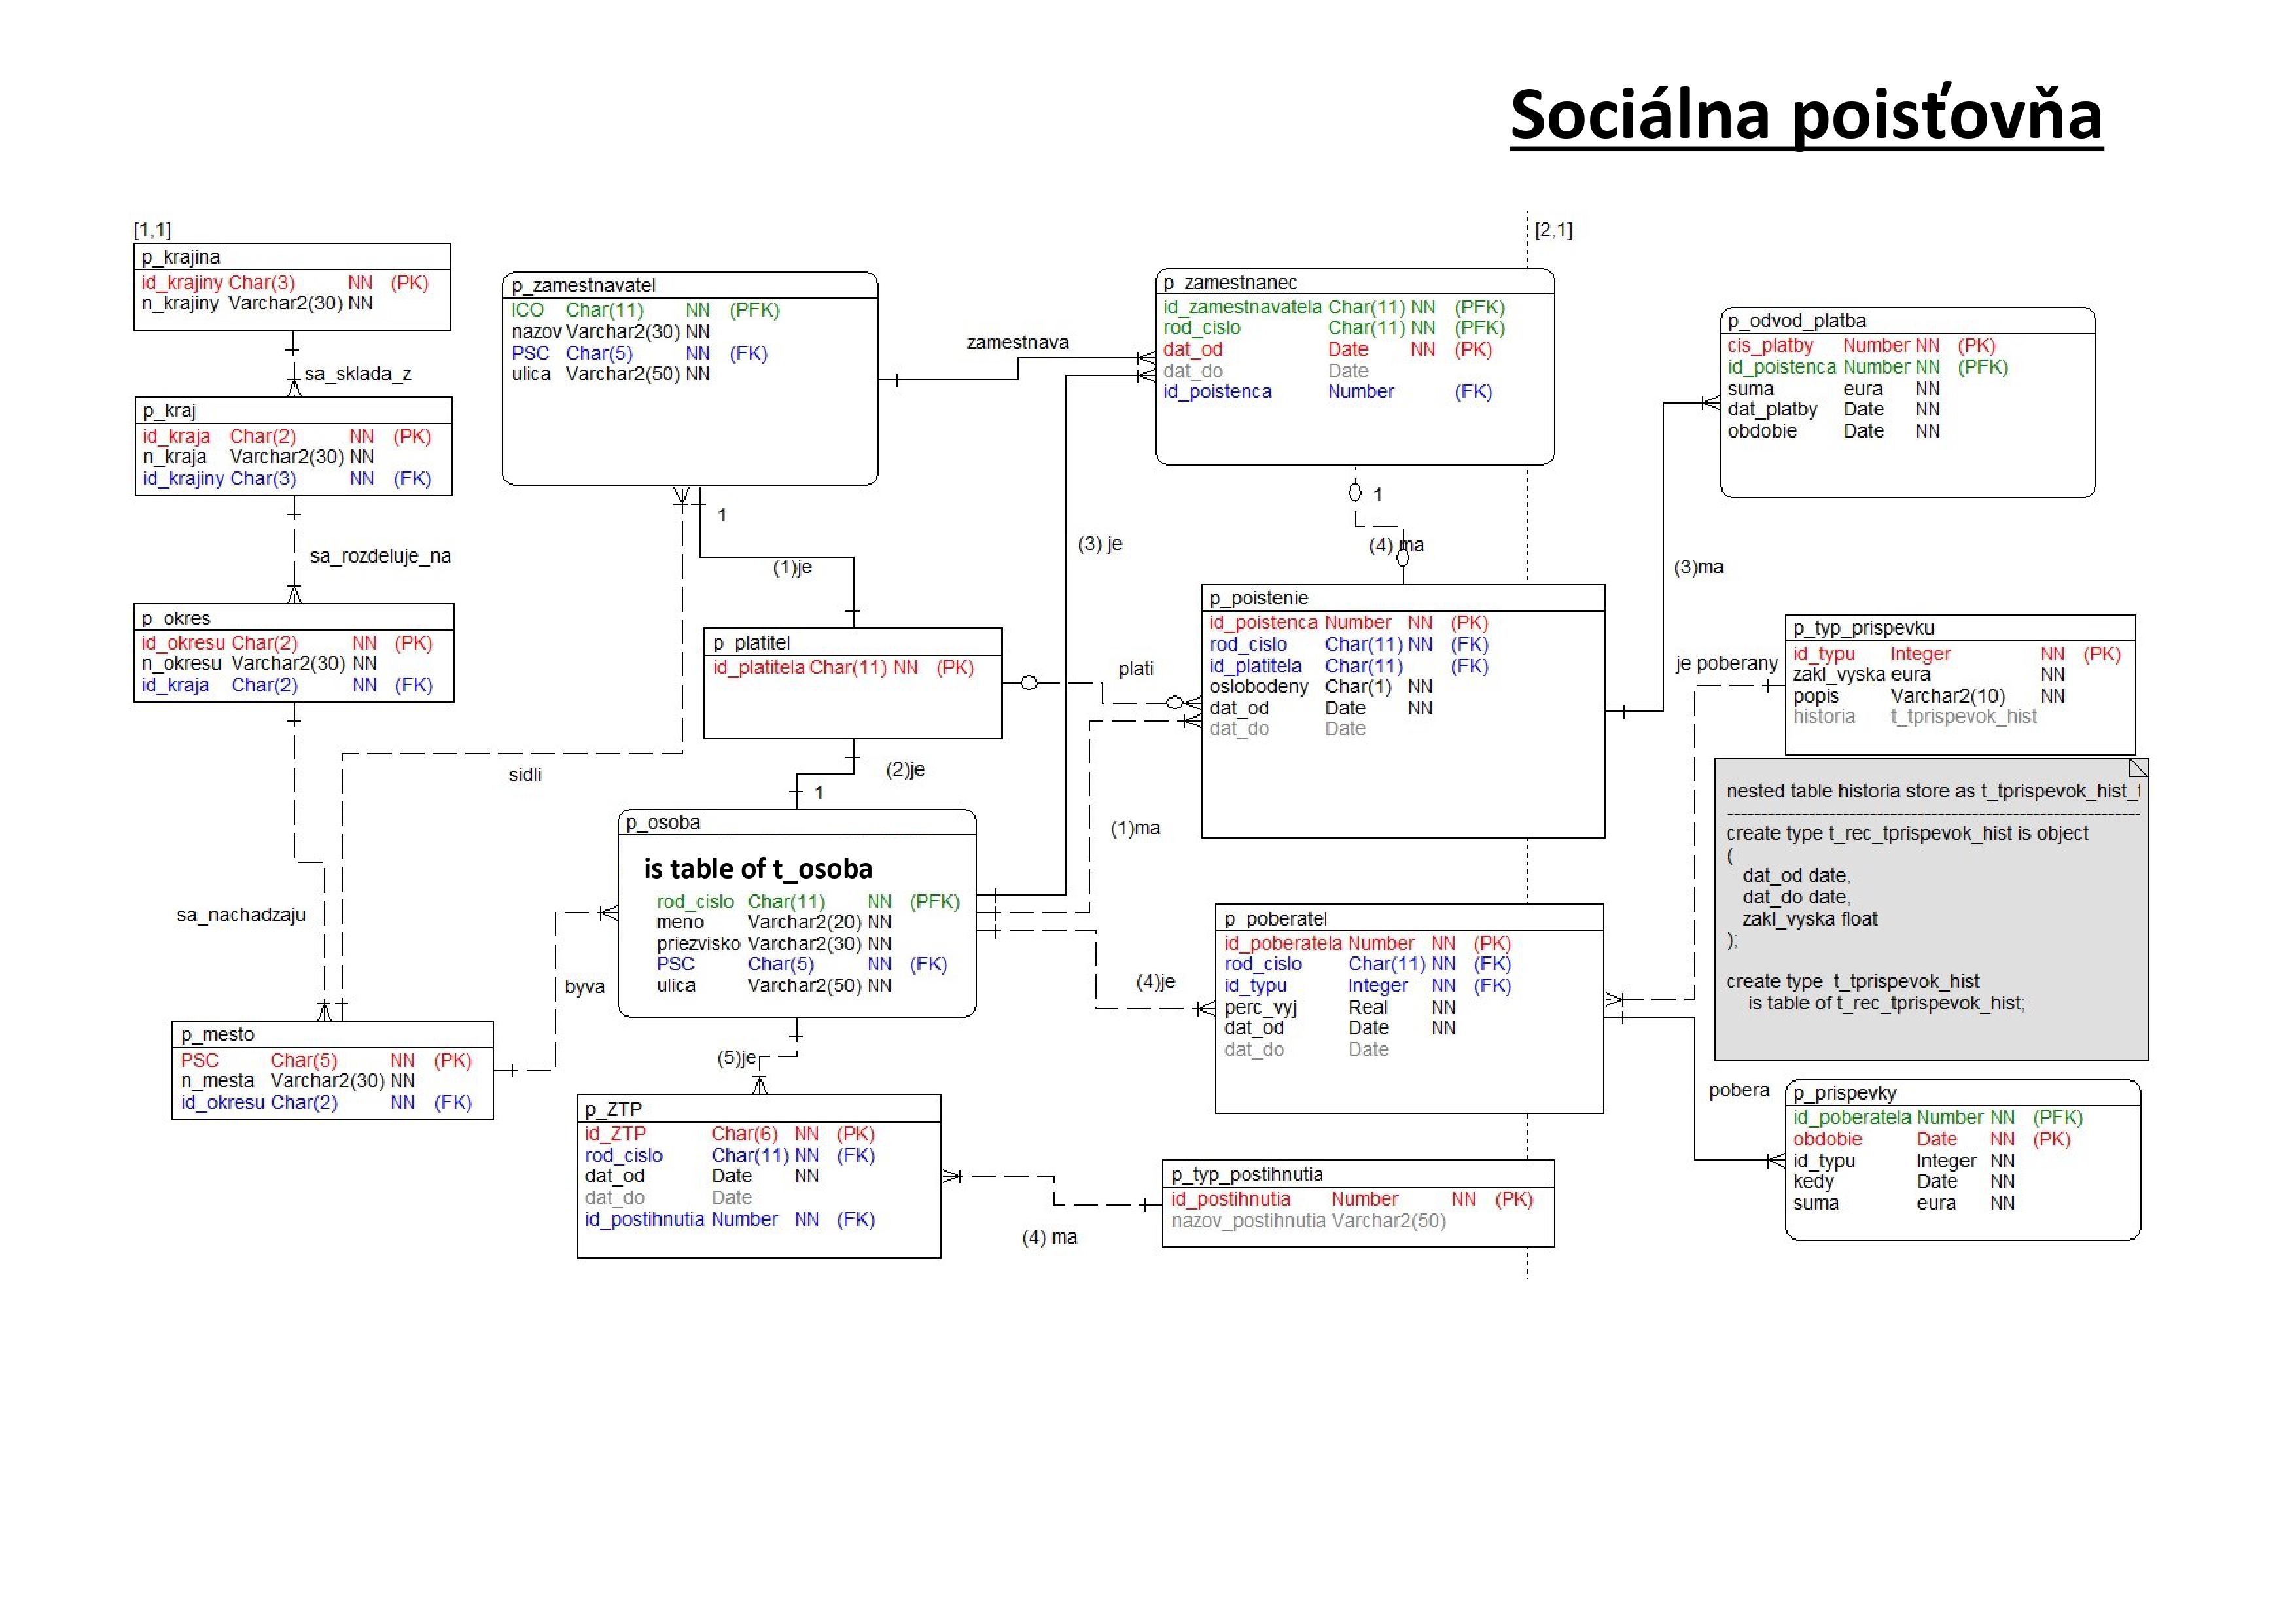 Sociálna poisťovňa
[1,1]
p_krajina
id_krajiny Char(3) NN (PK)
n_krajiny Varchar2(30) NN
sa_sklada_z
p_kraj
id_kraja Char(2) NN (PK)
n_kraja Varchar2(30) NN
id_krajiny Char(3) NN (FK)
sa_rozdeluje_na
p_okres
id_okresu Char(2) NN (PK)
n_okresu Varchar2(30) NN
id_kraja Char(2) NN (FK)
sa_nachadzaju
p_mesto
PSC Char(5) NN (PK)
n_mesta Varchar2(30) NN
id_okresu Char(2) NN (FK)
p_zamestnavatel
ICO Char(11) NN (PFK)
nazov Varchar2(30) NN
PSC Char(5) NN (FK)
ulica Varchar2(50) NN
1
(1)je
sidli
p_platitel
id_platitela Char(11) NN (PK)
(2)je
1
p_osoba
is table of t_osoba
rod_cislo Char(11) NN (PFK)
meno Varchar2(20) NN
priezvisko Varchar2(30) NN
PSC Char(5) NN (FK)
ulica Varchar2(50) NN
byva
(5)je
p_ZTP
id_ZTP Char(6) NN (PK)
rod_cislo Char(11) NN (FK)
dat_od Date NN
dat_do Date
id_postihnutia Number NN (FK)
zamestnava
(3) je
plati
(1)ma
(4)je
(4) ma
[2,1]
p_zamestnanec
id_zamestnavatela Char(11) NN (PFK)
rod_cislo Char(11) NN (PFK)
dat_od Date NN (PK)
dat_do Date
id_poistenca Number (FK)
1
(4) ma
p_poistenie
id_poistenca Number NN (PK)
rod_cislo Char(11) NN (FK)
id_platitela Char(11) (FK)
oslobodeny Char(1) NN
dat_od Date NN
dat_do Date
p_poberatel
id_poberatela Number NN (PK)
rod_cislo Char(11) NN (FK)
id_typu Integer NN (FK)
perc_vyj Real NN
dat_od Date NN
dat_do Date
p_typ_postihnutia
id_postihnutia Number NN (PK)
nazov_postihnutia Varchar2(50)
p_odvod_platba
cis_platby Number NN (PK)
id_poistenca Number NN (PFK)
suma eura NN
dat_platby Date NN
obdobie Date NN
(3)ma
je poberany
p_typ_prispevku
id_typu Integer NN (PK)
zakl_vyska eura NN
popis Varchar2(10) NN
historia t_tprispevok_hist
nested table historia store as t_tprispevok_hist_t
create type t_rec_tprispevok_hist is object
(
dat_od date,
dat_do date,
zakl_vyska float
);
create type t_tprispevok_hist
is table of t_rec_tprispevok_hist;
pobera
p_prispevky
id_poberatela Number NN (PFK)
obdobie Date NN (PK)
id_typu Integer NN
kedy Date NN
suma eura NN